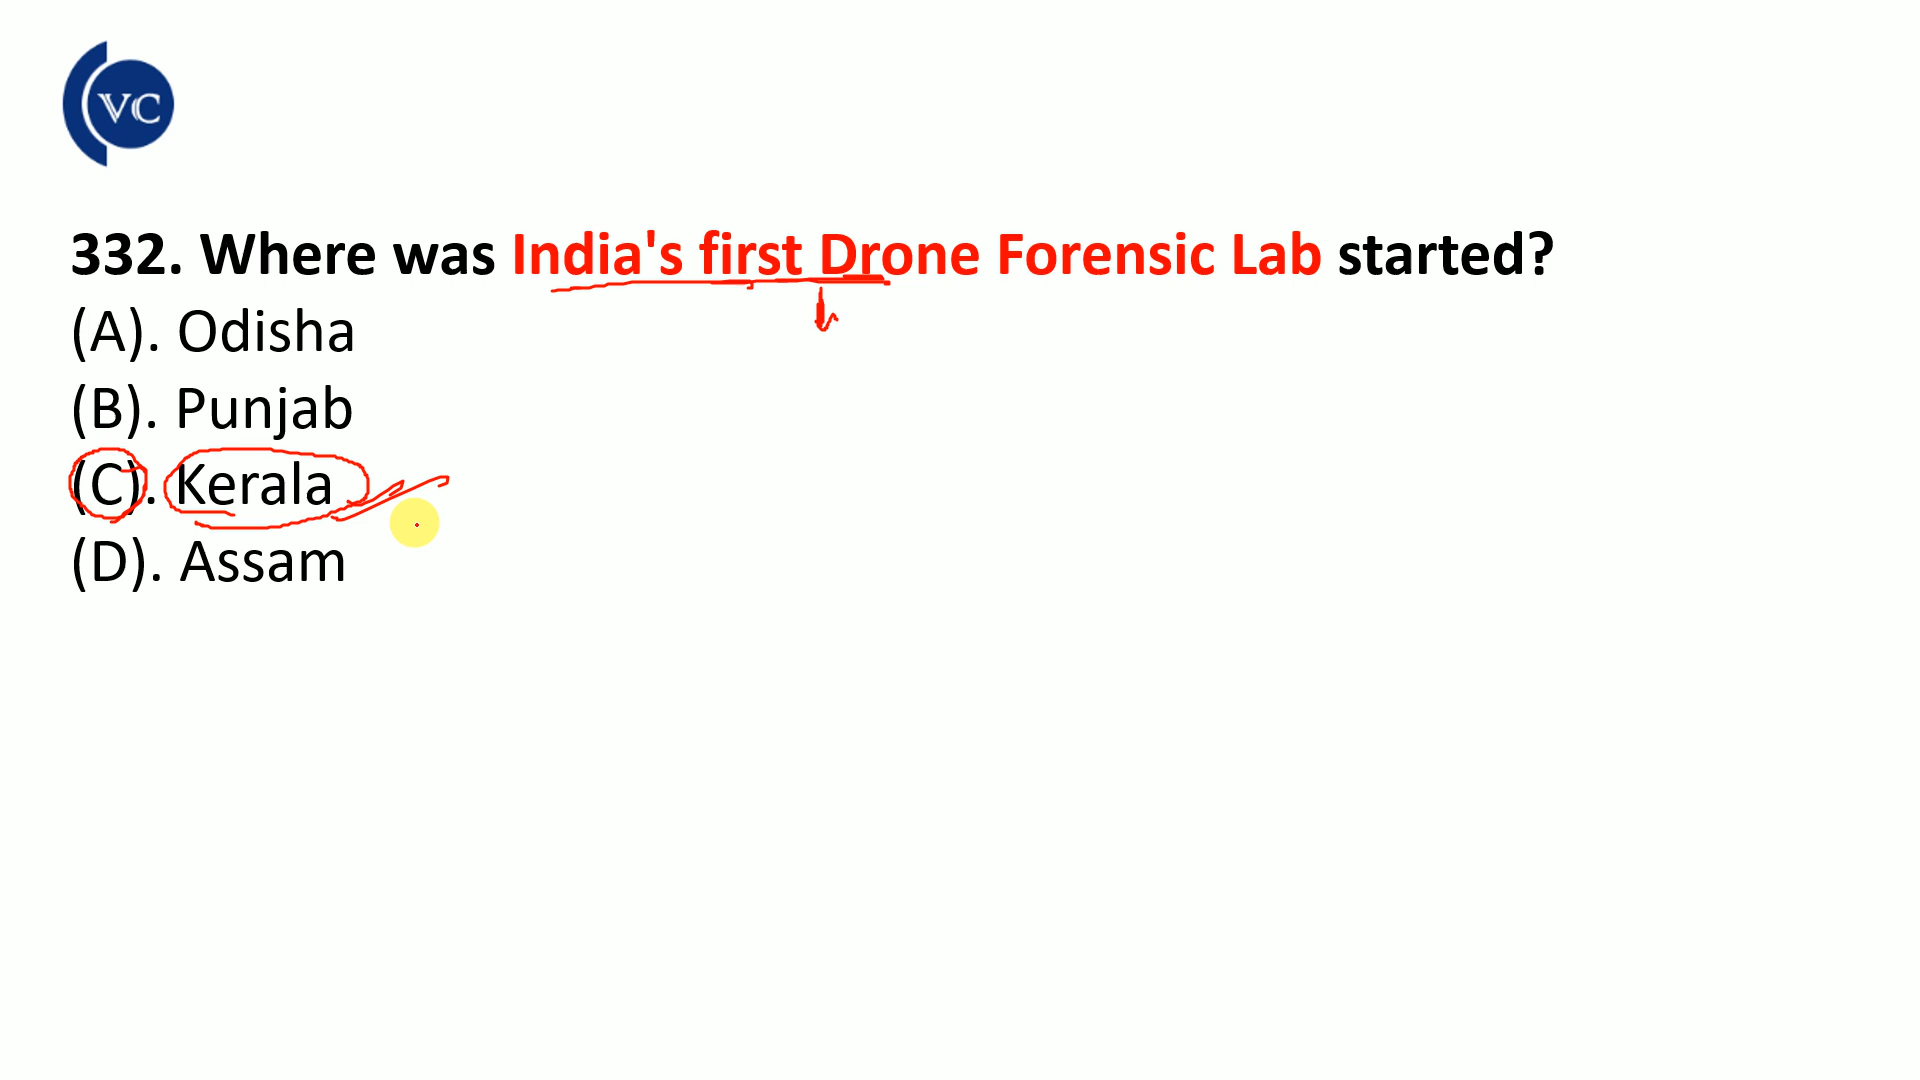 VC
332. Where was India's first Drone Forensic Lab started?
(A). Odisha
(B). Punjab
(C). Kerala
(D). Assam